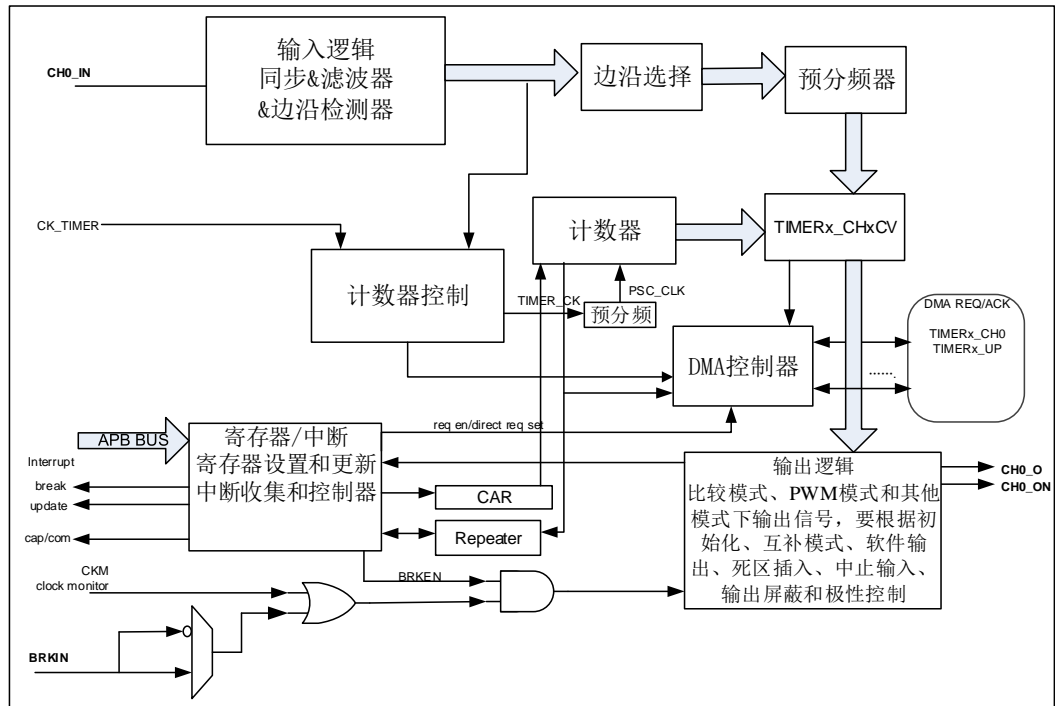 CH0_IN
输入逻辑
同步&滤波器
&边沿检测器
边沿选择
预分频器
CK_TIMER
计数器控制
TIMER_CK
计数器
PSC_CLK
预分频
TIMERx_CHxCV
DMA控制器
DMA REQ/ACK
TIMERx_CH0
TIMERx_UP
.......
APB BUS
寄存器/中断
寄存器设置和更新
中断收集和控制器
req en/direct req set
Interrupt
break
update
cap/com
CAR
Repeater
输出逻辑
比较模式、PWM模式和其他
模式下输出信号，要根据初
始化、互补模式、软件输
出、死区插入、中止输入、
输出屏蔽和极性控制
CH0_O
CH0_ON
CKM
clock monitor
BRKEN
BRKIN